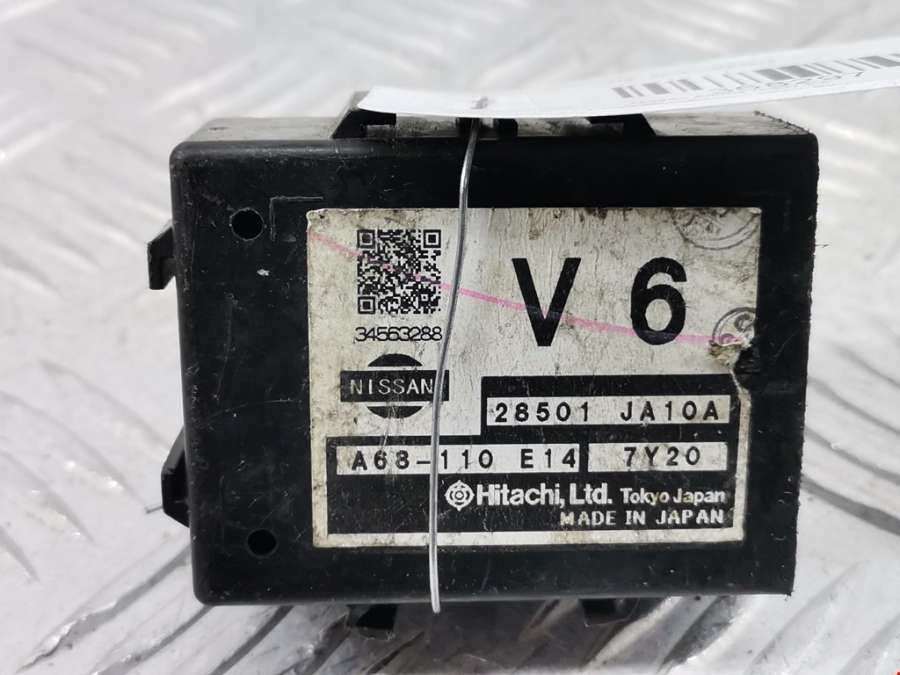 V 6
34563288
NISSAN
28501 JA10A
A68-110 E14 7Y20
Hitachi, Ltd. Tokyo Japan
MADE IN JAPAN